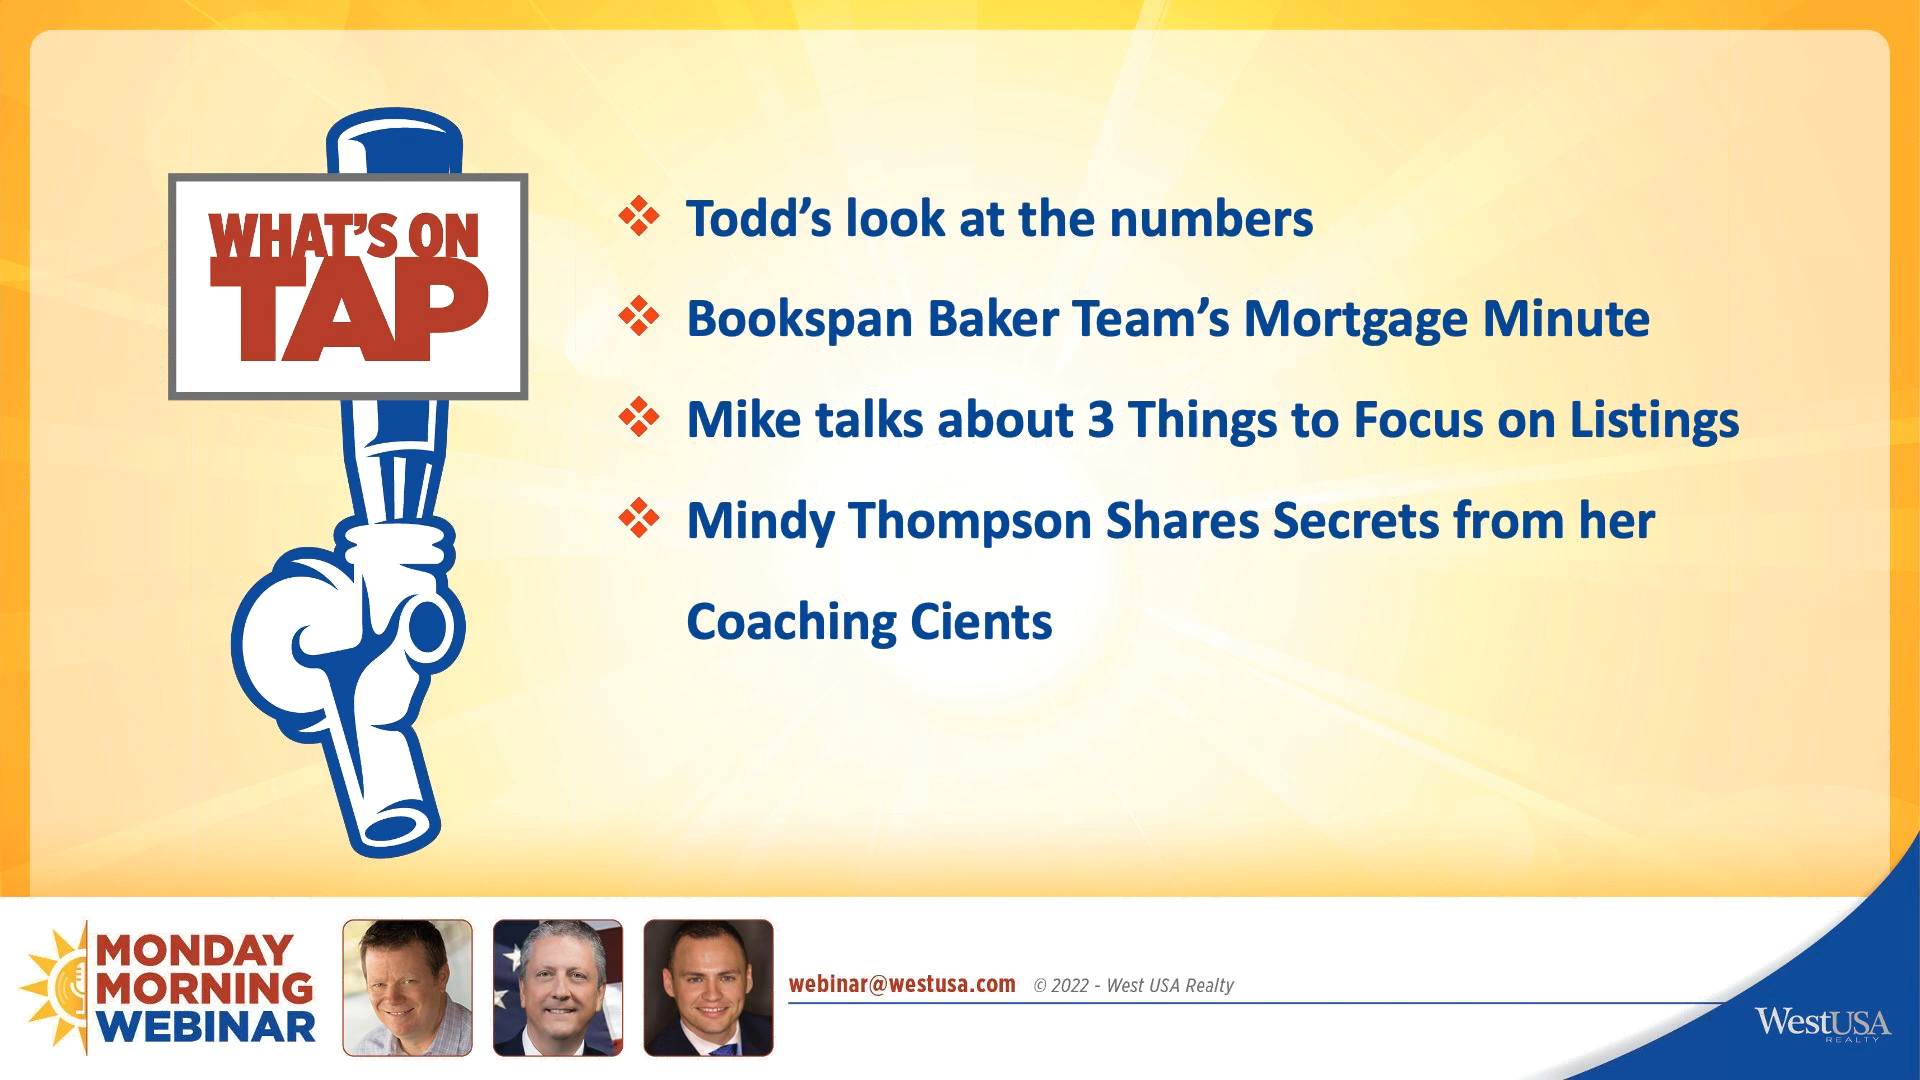 WHAT'S ON
TAP
Todd's look at the numbers
Bookspan Baker Team's Mortgage Minute
Mike talks about 3 Things to Focus on Listings
Mindy Thompson Shares Secrets from her
Coaching Cients
MONDAY
MORNING
WEBINAR
webinar@westusa.com © 2022 - West USA Realty
WestUSA
REALTY